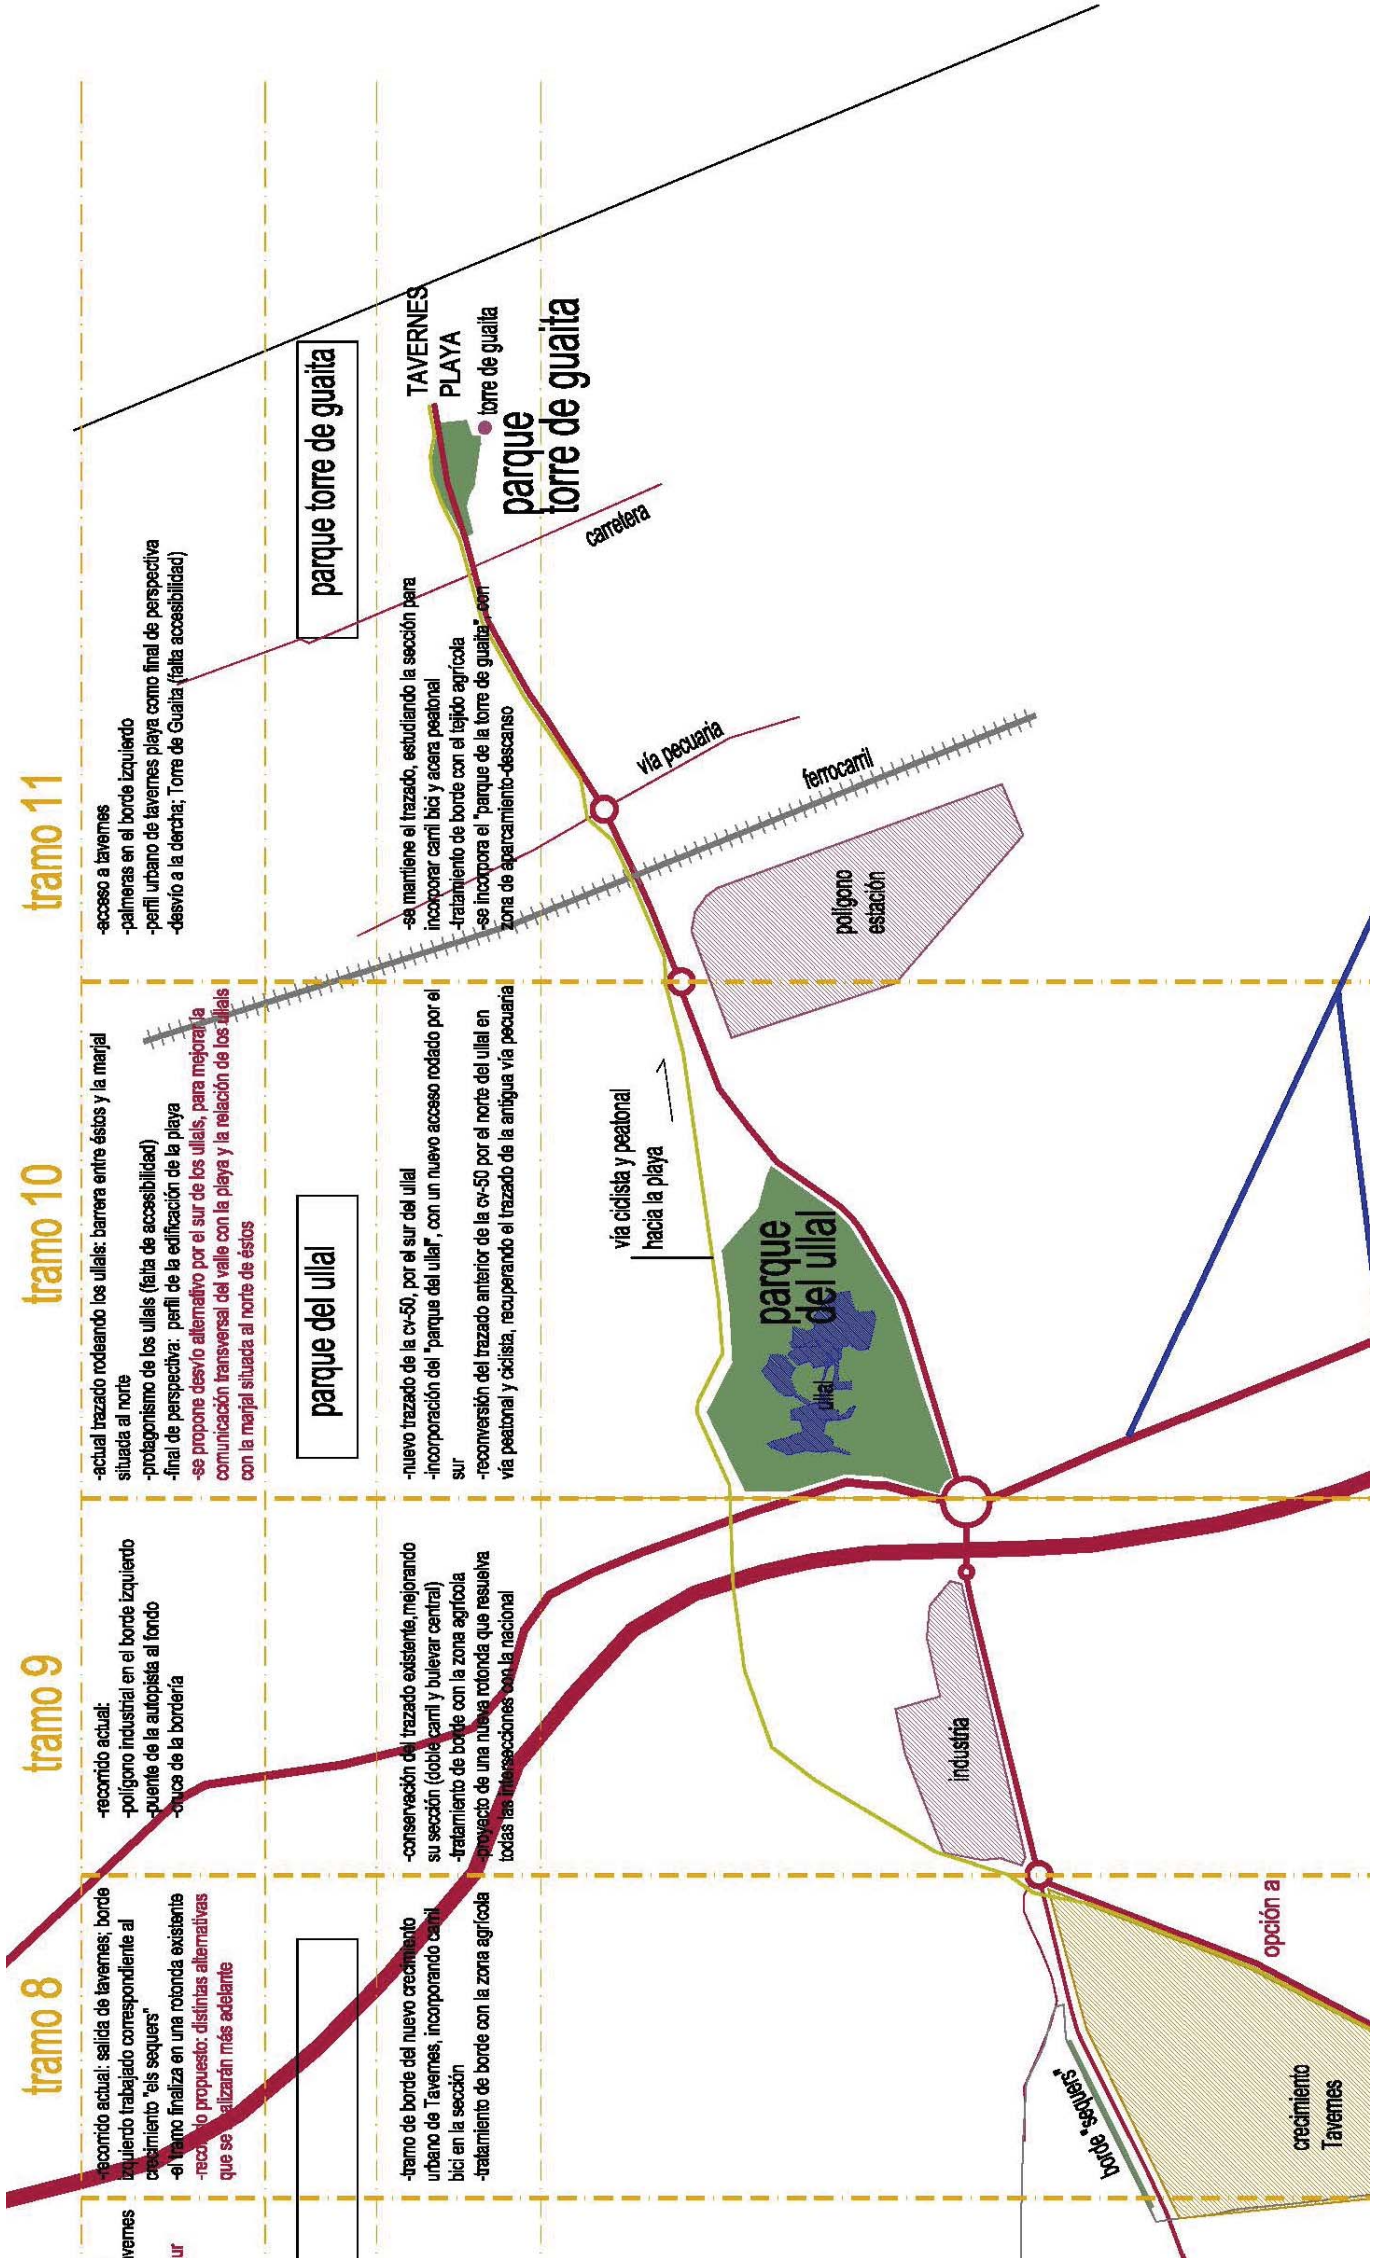 tramo 8
tramo 9
tramo 10
tramo 11
-recorrido actual: salida de tavernes; borde
izquierdo trabajado correspondiente al
crecimiento "els sequers"
-el tramo finaliza en una rotonda existente
propuesto: distintas alternativas
que se alizarán más adelante
-recorrido actual:
-polígono industrial en el borde izquierdo
-puente de la autopista al fondo
-cruce de la bordería
-actual trazado rodeando los ullals: barrera entre éstos y la marjal
situada al norte
-protagonismo de los ullals (falta de accesibilidad)
-final de perspectiva: perfil de la edificación de la playa
-se propone desvío alternativo por el sur de los ullals, para mejorar la
comunicación transversal del valle con la playa y la relación de los ullals
con la marjal situada al norte de éstos
-acceso a tavernes
-palmeras en el borde izquierdo
-perfil urbano de tavernes playa como final de perspectiva
-desvío a la dercha; Torre de Guaita (falta accesibilidad)
parque del ullal
parque torre de guaita
-tramo de borde del nuevo crecimiento
urbano de Tavernes, incorporando carril
bici en la sección
-tratamiento de borde con la zona agrícola
-conservación del trazado existente,mejorando
su sección (doble carril y bulevar central)
-tratamiento de borde con la zona agrícola
-proyecto de una nueva rotonda que resuelva
todas las intersecciones con la nacional
-nuevo trazado de la cv-50, por el sur del ullal
-incorporación del "parque del ullal", con un nuevo acceso rodado por el
sur
-reconversión del trazado anterior de la cv-50 por el norte del ullal en
vía peatonal y ciclista, recuperando el trazado de la antigua vía pecuaria
-se mantiene el trazado, estudiando la sección para
incorporar carril bici y acera peatonal
-tratamiento de borde con el tejido agrícola
-se incorpora el "parque de la torre de guaita", con
zona de aparcamiento-descanso
TAVERNES
PLAYA
torre de guaita
parque
torre de guaita
carretera
vía pecuaria
ferrocarril
polígono
estación
vía ciclista y peatonal
hacia la playa
parque
del ullal
ullal
industria
opción a
borde "sequers"
crecimiento
Tavernes